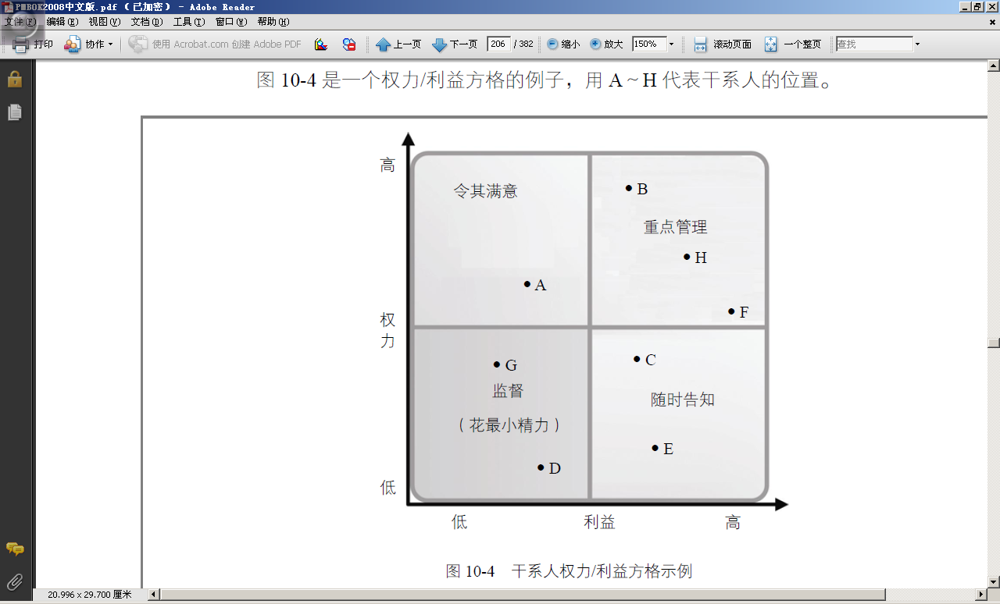 PMBOK2008中文版.pdf（已加密） - Adobe Reader
文件(F) 编辑(E) 视图(V) 文档(D) 工具(T) 窗口(W) 帮助(H)
打印 协作 使用 Acrobat.com 创建 Adobe PDF 上一页 下一页 206 / 382 缩小 放大 150% 滚动页面 一个整页 查找
图 10-4 是一个权力/利益方格的例子，用 A～H 代表干系人的位置。
高
令其满意
B
重点管理
H
A
F
权力
G
C
监督
随时告知
（花最小精力）
E
D
低
低 利益 高
图 10-4 干系人权力/利益方格示例
20.996 x 29.700 厘米